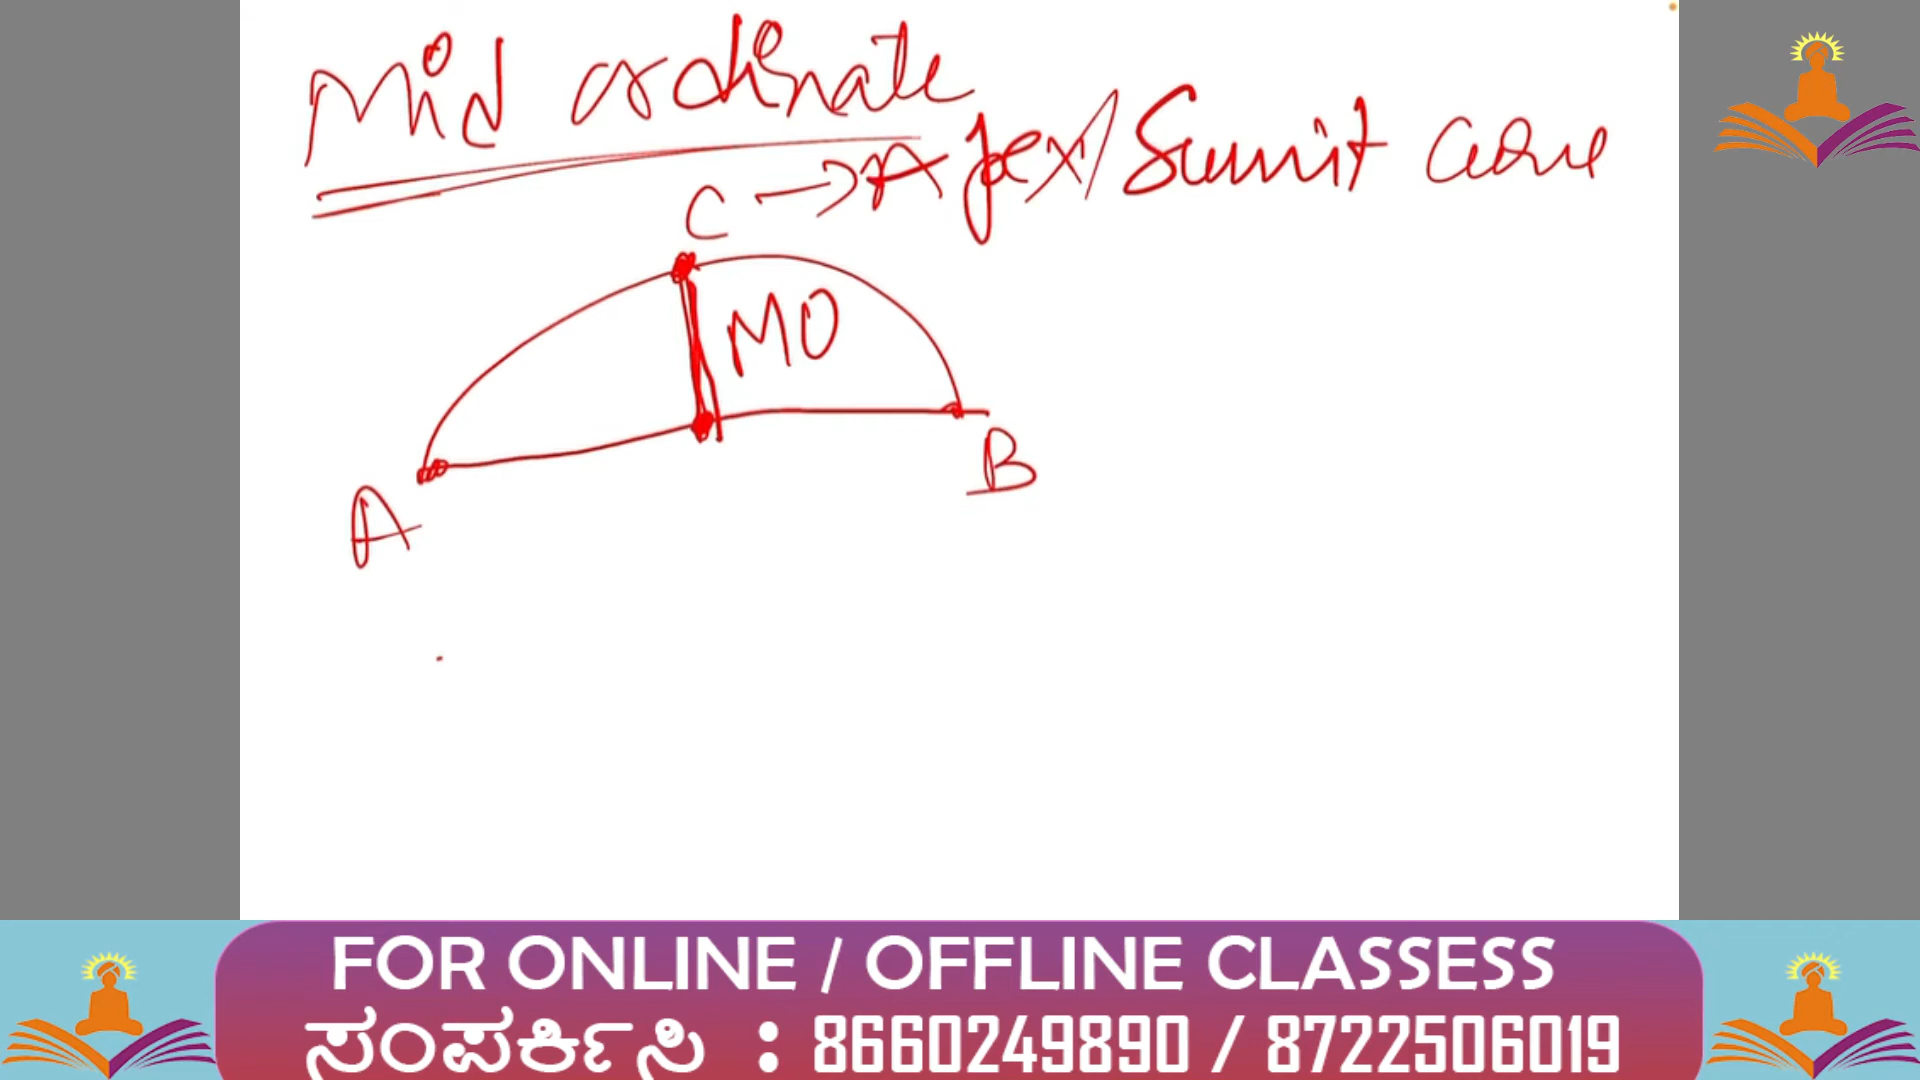 Mid ordinate
C → Apex / Sumit curve
MO
A
B
FOR ONLINE / OFFLINE CLASSESS
ಸಂಪರ್ಕಿಸಿ : 8660249890 / 8722506019